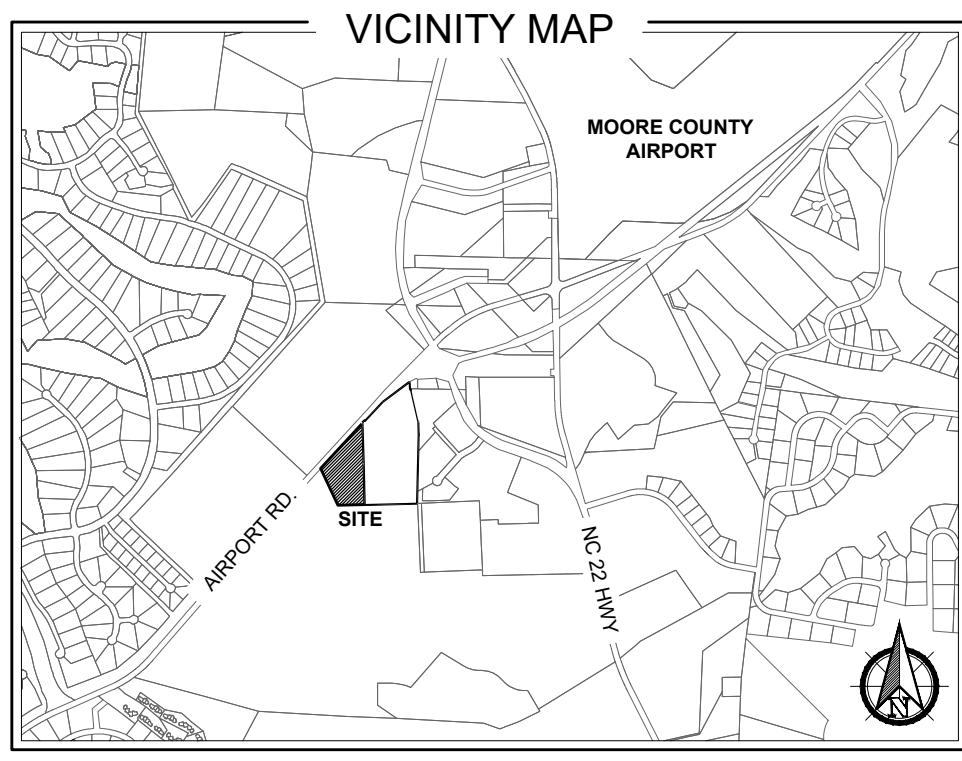 VICINITY MAP
MOORE COUNTY
AIRPORT
SITE
AIRPORT RD.
NC 22 HWY
N